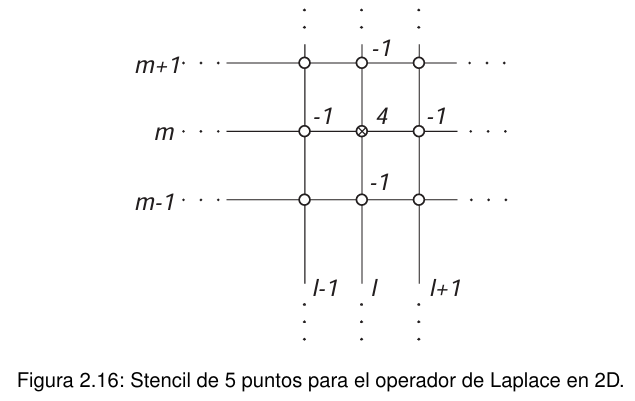 -1
m+1
-1 4 -1
m
-1
m-1
l-1 l l+1
Figura 2.16: Stencil de 5 puntos para el operador de Laplace en 2D.